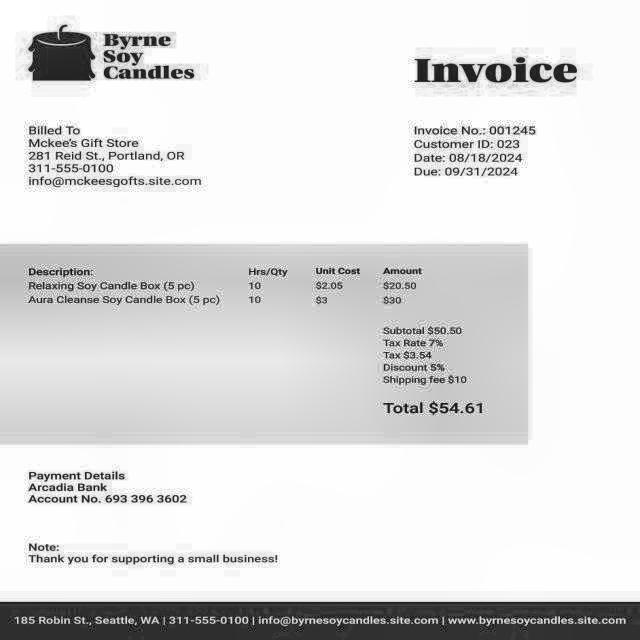 Byrne
Soy
Candles
Invoice
Billed To
Mckee's Gift Store
281 Reid St., Portland, OR
311-555-0100
info@mckeesgofts.site.com
Invoice No.: 001245
Customer ID: 023
Date: 08/18/2024
Due: 09/31/2024
Description: Hrs/Qty Unit Cost Amount
Relaxing Soy Candle Box (5 pc) 10 $2.05 $20.50
Aura Cleanse Soy Candle Box (5 pc) 10 $3 $30
Subtotal $50.50
Tax Rate 7%
Tax $3.54
Discount 5%
Shipping fee $10
Total $54.61
Payment Details
Arcadia Bank
Account No. 693 396 3602
Note:
Thank you for supporting a small business!
185 Robin St., Seattle, WA | 311-555-0100 | info@byrnesoycandles.site.com | www.byrnesoycandles.site.com